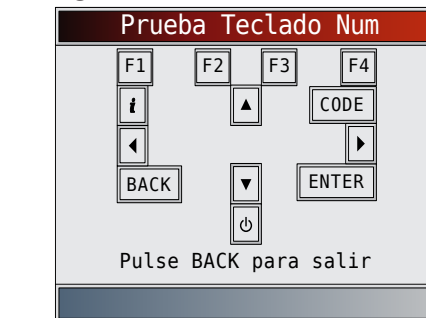 Prueba Teclado Num
F1 F2 F3 F4
i CODE
BACK ENTER
Pulse BACK para salir